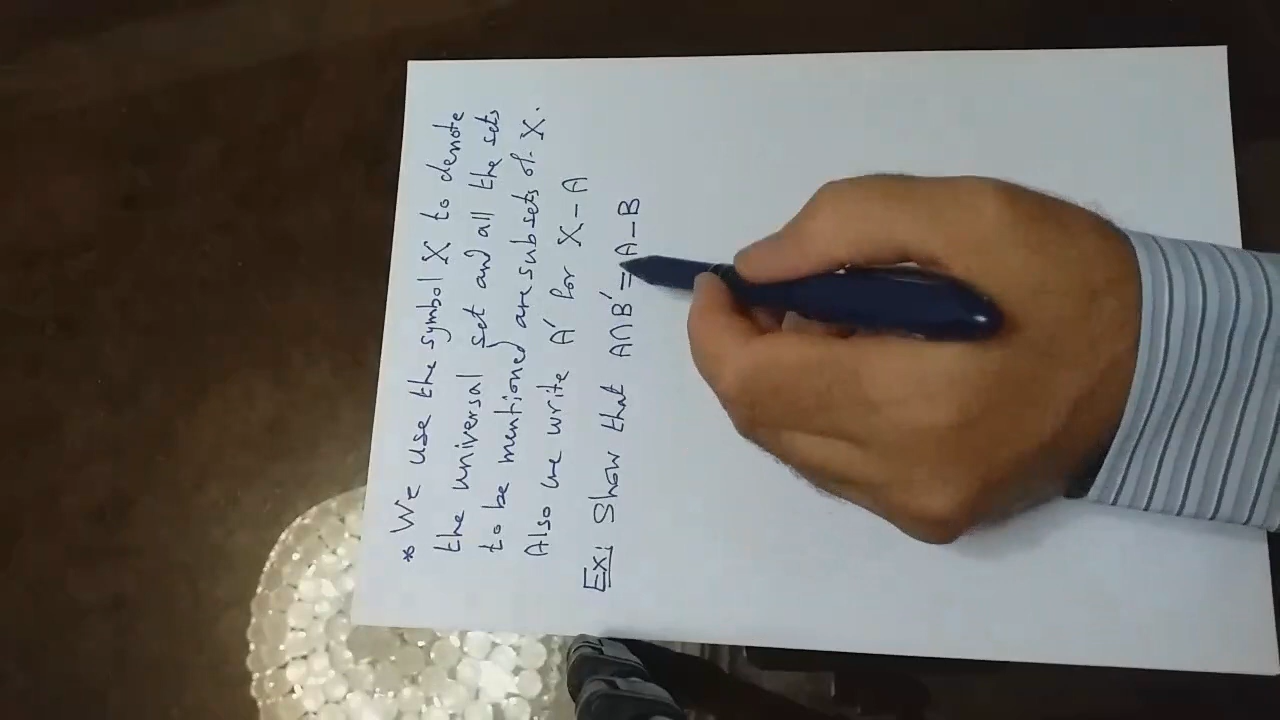 * We use the symbol X to denote
the universal set and all the sets
to be mentioned are subsets of X.
Also we write A' for X - A
Ex: Show that A∩B' = A - B